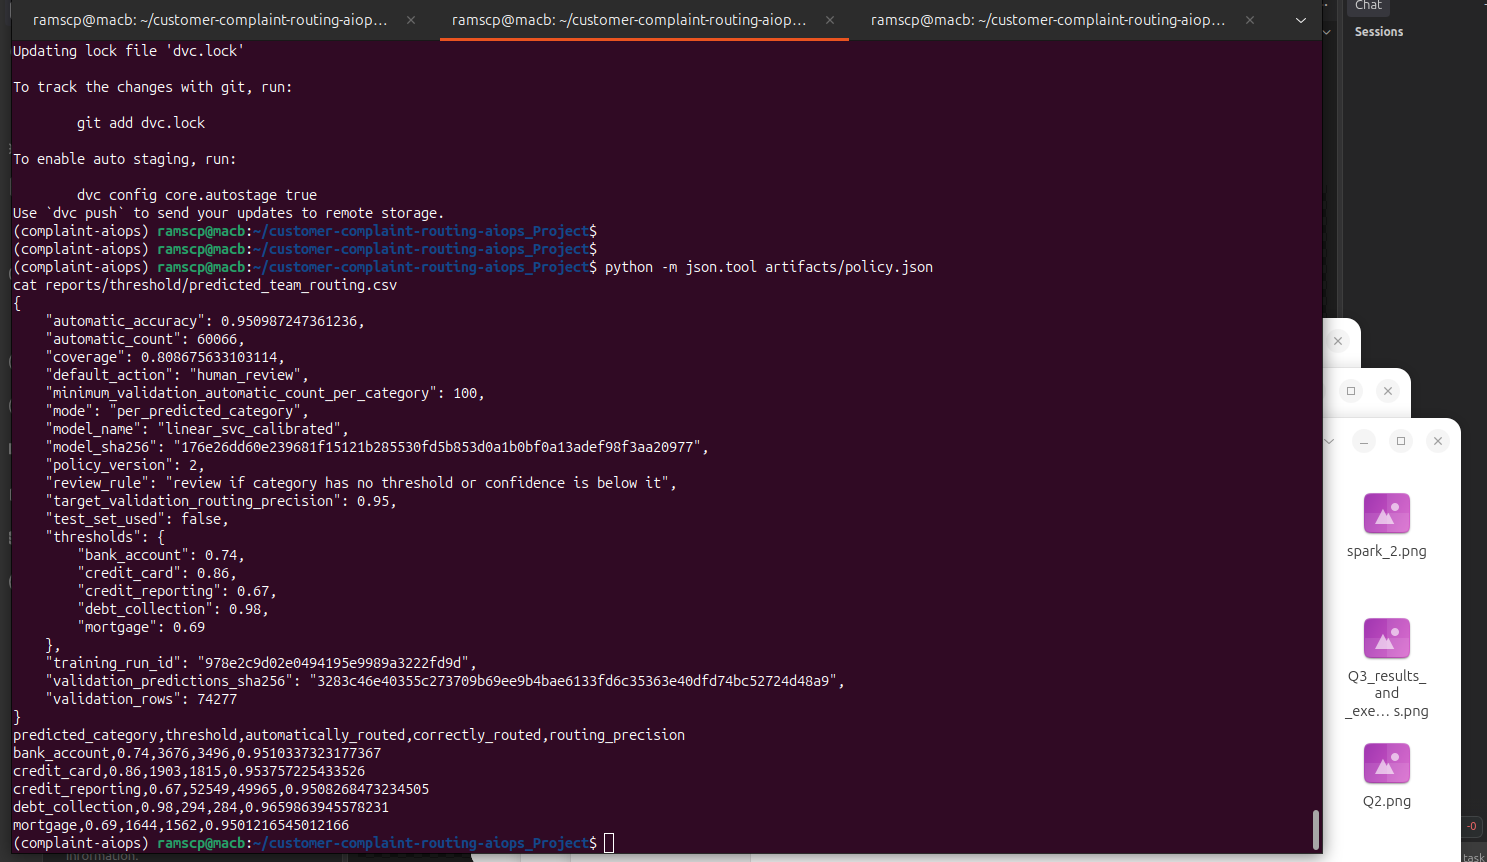 ramscp@macb: ~/customer-complaint-routing-aiop...
ramscp@macb: ~/customer-complaint-routing-aiop...
ramscp@macb: ~/customer-complaint-routing-aiop...
Chat
Sessions
Updating lock file 'dvc.lock'
To track the changes with git, run:
git add dvc.lock
To enable auto staging, run:
dvc config core.autostage true
Use `dvc push` to send your updates to remote storage.
(complaint-aiops) ramscp@macb:~/customer-complaint-routing-aiops_Project$
(complaint-aiops) ramscp@macb:~/customer-complaint-routing-aiops_Project$
(complaint-aiops) ramscp@macb:~/customer-complaint-routing-aiops_Project$ python -m json.tool artifacts/policy.json
cat reports/threshold/predicted_team_routing.csv
{
    "automatic_accuracy": 0.950987247361236,
    "automatic_count": 60066,
    "coverage": 0.808675633103114,
    "default_action": "human_review",
    "minimum_validation_automatic_count_per_category": 100,
    "mode": "per_predicted_category",
    "model_name": "linear_svc_calibrated",
    "model_sha256": "176e26dd60e239681f15121b285530fd5b853d0a1b0bf0a13adef98f3aa20977",
    "policy_version": 2,
    "review_rule": "review if category has no threshold or confidence is below it",
    "target_validation_routing_precision": 0.95,
    "test_set_used": false,
    "thresholds": {
        "bank_account": 0.74,
        "credit_card": 0.86,
        "credit_reporting": 0.67,
        "debt_collection": 0.98,
        "mortgage": 0.69
    },
    "training_run_id": "978e2c9d02e0494195e9989a3222fd9d",
    "validation_predictions_sha256": "3283c46e40355c273709b69ee9b4bae6133fd6c35363e40dfd74bc52724d48a9",
    "validation_rows": 74277
}
predicted_category,threshold,automatically_routed,correctly_routed,routing_precision
bank_account,0.74,3676,3496,0.9510337323177367
credit_card,0.86,1903,1815,0.953757225433526
credit_reporting,0.67,52549,49965,0.9508268473234505
debt_collection,0.98,294,284,0.9659863945578231
mortgage,0.69,1644,1562,0.9501216545012166
(complaint-aiops) ramscp@macb:~/customer-complaint-routing-aiops_Project$
spark_2.png
Q3_results_
and
_exe... s.png
Q2.png
-0
task
information.